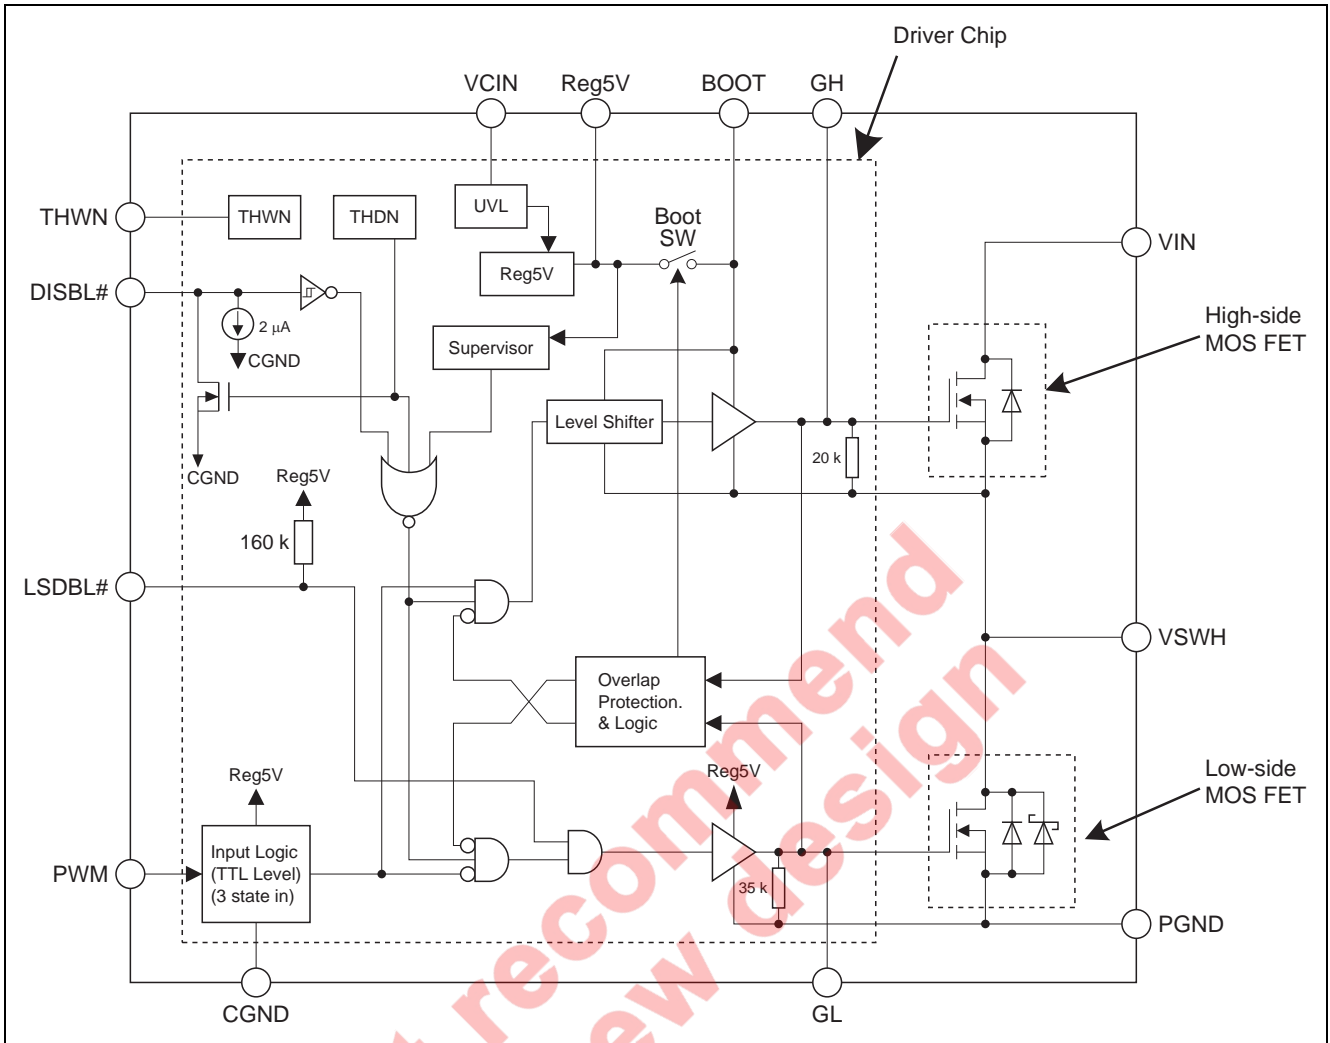 Driver Chip
VCIN
Reg5V
BOOT
GH
THWN
THWN
THDN
UVL
Boot
SW
VIN
DISBL#
Reg5V
2 μA
CGND
Supervisor
High-side
MOS FET
Level Shifter
20 k
CGND
Reg5V
160 k
LSDBL#
VSWH
Overlap
Protection.
& Logic
Reg5V
Reg5V
Low-side
MOS FET
Input Logic
(TTL Level)
(3 state in)
PWM
35 k
PGND
CGND
GL
recommend
design